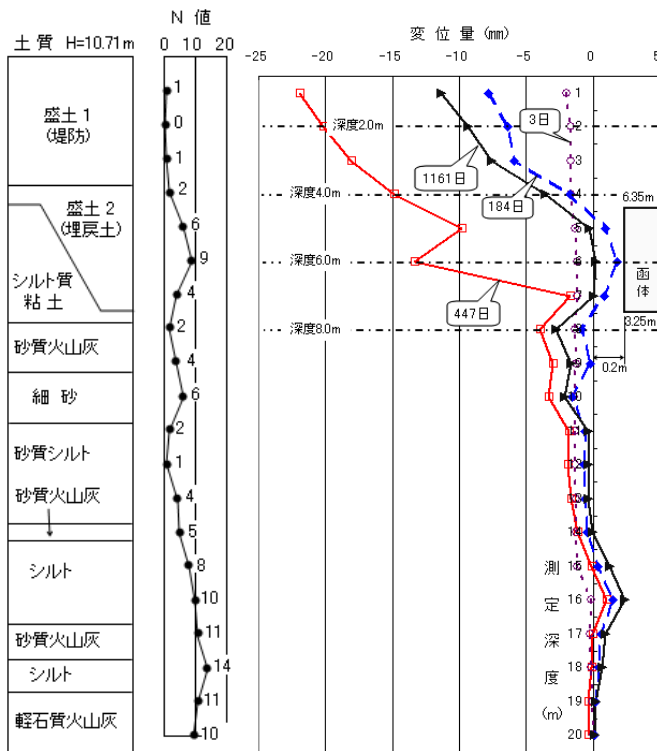 土質 H=10.71m
N 値
0 10 20
変 位 量 (mm)
-25 -20 -15 -10 -5 0 5
盛土1
(堤防)
盛土2
(埋戻土)
シルト質
粘土
砂質火山灰
細 砂
砂質シルト
砂質火山灰
シルト
砂質火山灰
シルト
軽石質火山灰
1
0
1
2
6
9
4
2
4
6
2
1
4
5
8
10
11
14
11
10
深度2.0m
深度4.0m
深度6.0m
深度8.0m
3日
1161日
184日
447日
6.35m
函体
3.25m
0.2m
1
2
3
4
5
6
7
8
9
10
11
12
13
14
15
16
17
18
19
20
測定深度(m)